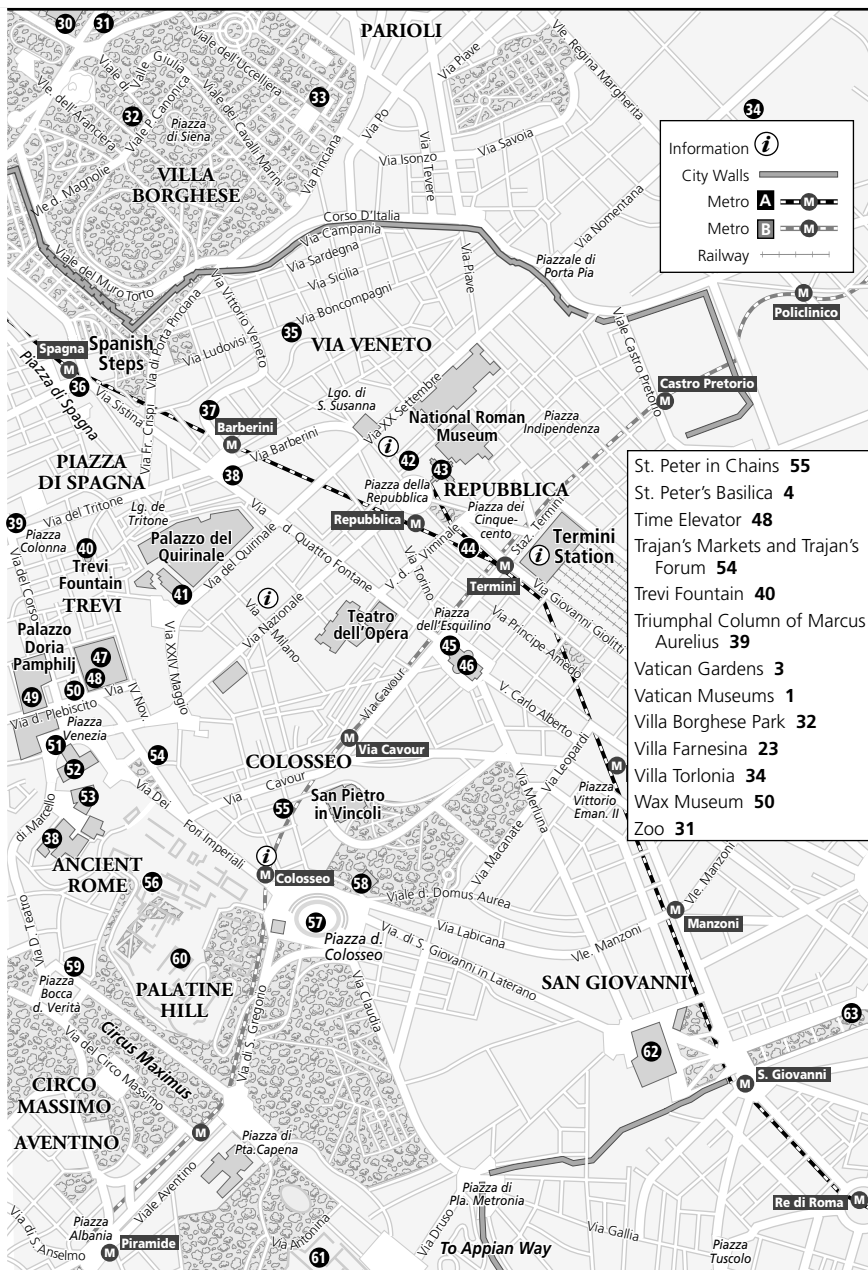 30
31
PARIOLI
Via Piave
Vle. Regina Margherita
Viale dell'Uccelliera
Viale di Valle Giulia
33
34
Vle. dell'Aranciera
32
Viale P. Canonica
Piazza
di Siena
Viale dei Cavalli Marini
Via Po
Via Pinciana
Via Isonzo
Via Tevere
Via Savoia
VILLA
BORGHESE
Vle d. Magnolie
Via Nomentana
Information i
City Walls
Metro A M
Metro B M
Railway
Corso D'Italia
Via Campania
Via Sardegna
Via Sicilia
Via Boncompagni
Via Piave
Piazzale di
Porta Pia
Viale del Muro Torto
Via di Porta Pinciana
Via Vittorio Veneto
35
Via Ludovisi
VIA VENETO
M
Policlinico
Viale Castro Pretorio
Castro Pretorio
M
Spagna
M
Spanish
Steps
36
Piazza di Spagna
Via Sistina
Via Fr. Crispi
37
Barberini
M
Via Barberini
38
Lgo. di
S. Susanna
Via XX Settembre
National Roman
Museum
Piazza
Indipendenza
i
42
43
PIAZZA
DI SPAGNA
Piazza della
Repubblica
REPUBBLICA
Repubblica
M
Piazza dei
Cinque-
cento
Staz. Termini
44
i
Termini
Station
M
Termini
Via del Tritone
39
Piazza
Colonna
Lg. de
Tritone
Palazzo del
Quirinale
40
Trevi
Fountain
TREVI
41
Via del Quirinale
Via d. Quattro Fontane
V. d. Viminale
Via Torino
Via del Corso
i
Via Nazionale
Via Milano
Teatro
dell'Opera
Piazza
dell'Esquilino
45
46
Via Principe Amedo
Via Giovanni Giolitti
Palazzo
Doria
Pamphilj
47
48
49
50
Via XXIV Maggio
Via IV Nov.
Via d. Plebiscito
Piazza
Venezia
51
52
53
54
Via Cavour
M
Via Cavour
V. Carlo Alberto
Via Leopardi
M
Piazza
Vittorio
Eman. II
COLOSSEO
Via Cavour
55
San Pietro
in Vincoli
Via Merluna
Via Macanate
Via Dei Fori Imperiali
di Marcello
38
ANCIENT
ROME
56
i
M
Colosseo
58
Viale d. Domus Aurea
57
Piazza d.
Colosseo
Via Labicana
Via. di S. Giovanni in Laterano
Vle. Manzoni
Vle. Manzoni
M
Manzoni
St. Peter in Chains 55
St. Peter's Basilica 4
Time Elevator 48
Trajan's Markets and Trajan's
Forum 54
Trevi Fountain 40
Triumphal Column of Marcus
Aurelius 39
Vatican Gardens 3
Vatican Museums 1
Villa Borghese Park 32
Villa Farnesina 23
Villa Torlonia 34
Wax Museum 50
Zoo 31
Via D. Teatro
59
Piazza
Bocca
d. Verità
60
PALATINE
HILL
Via di S. Gregorio
Via Claudia
SAN GIOVANNI
62
63
M
S. Giovanni
Circus Maximus
Via del Circo Massimo
CIRCO
MASSIMO
AVENTINO
M
Piazza di
Pta.Capena
Viale Aventino
Piazza
Albania
M
Piramide
Via di S. Anselmo
Via Antonina
61
Via Druso
Piazza di
Pla. Metronia
To Appian Way
Via Gallia
Piazza
Tuscolo
Re di Roma
M